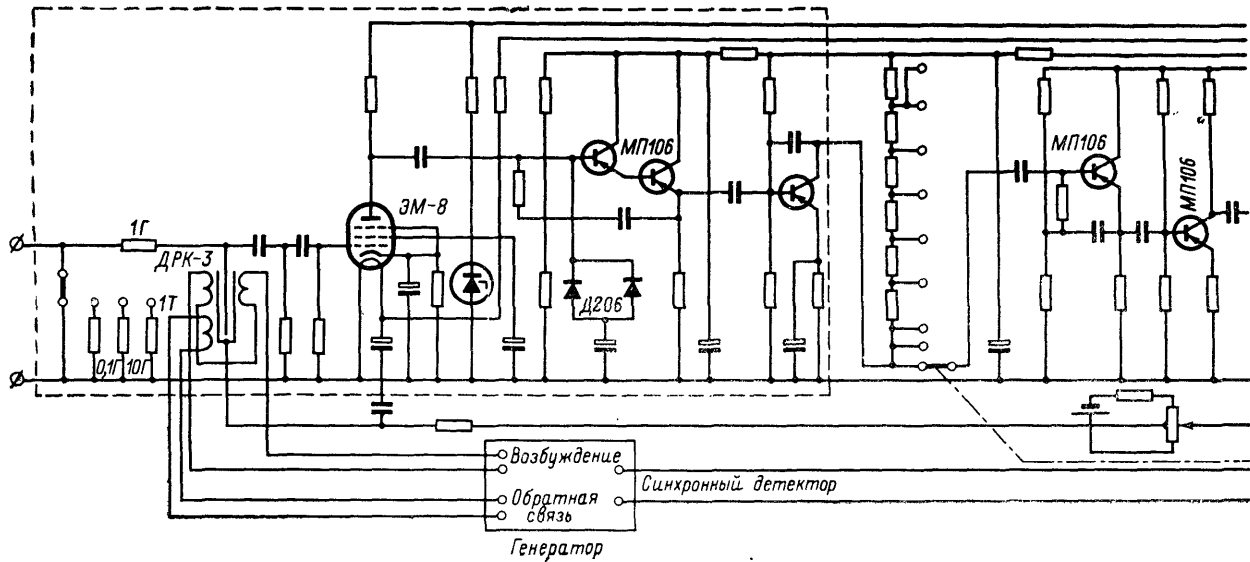 МП106
ЭМ-8
1Г
ДРК-3
1Т
0,1Г 10Г
Д206
МП106
МП106
Возбуждение
Обратная
связь
Синхронный детектор
Генератор